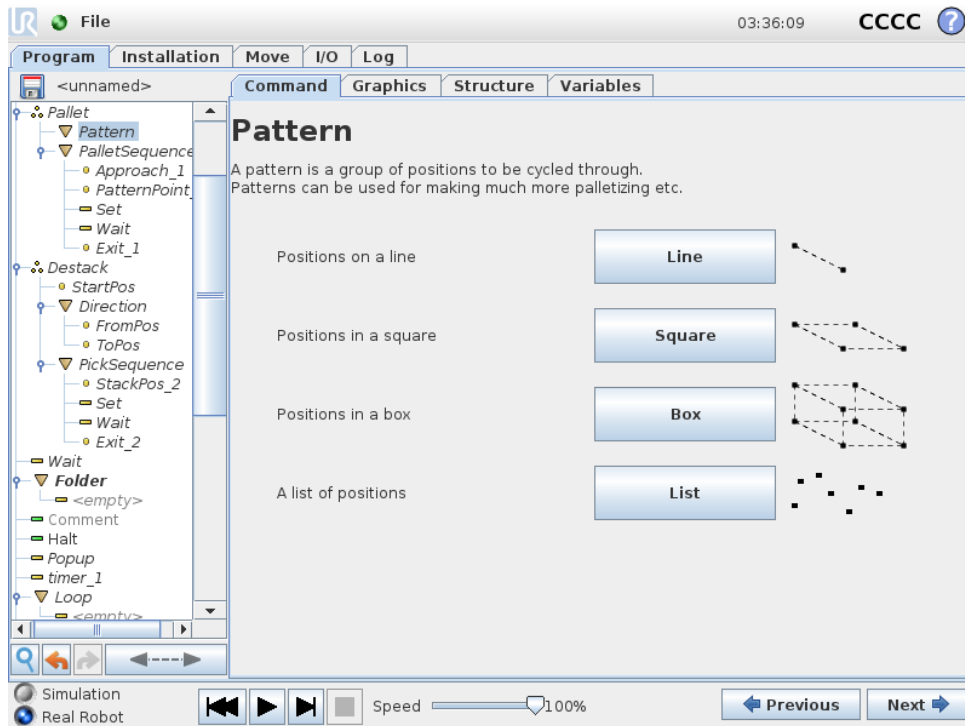 UR File 03:36:09 CCCC ?
Program Installation Move I/O Log
<unnamed>
Command Graphics Structure Variables
Pallet
Pattern
PalletSequence
Approach_1
PatternPoint_
Set
Wait
Exit_1
Destack
StartPos
Direction
FromPos
ToPos
PickSequence
StackPos_2
Set
Wait
Exit_2
Wait
Folder
<empty>
Comment
Halt
Popup
timer_1
Loop
<empty>
Pattern
A pattern is a group of positions to be cycled through.
Patterns can be used for making much more palletizing etc.
Positions on a line Line
Positions in a square Square
Positions in a box Box
A list of positions List
Simulation
Real Robot
Speed 100%
Previous Next